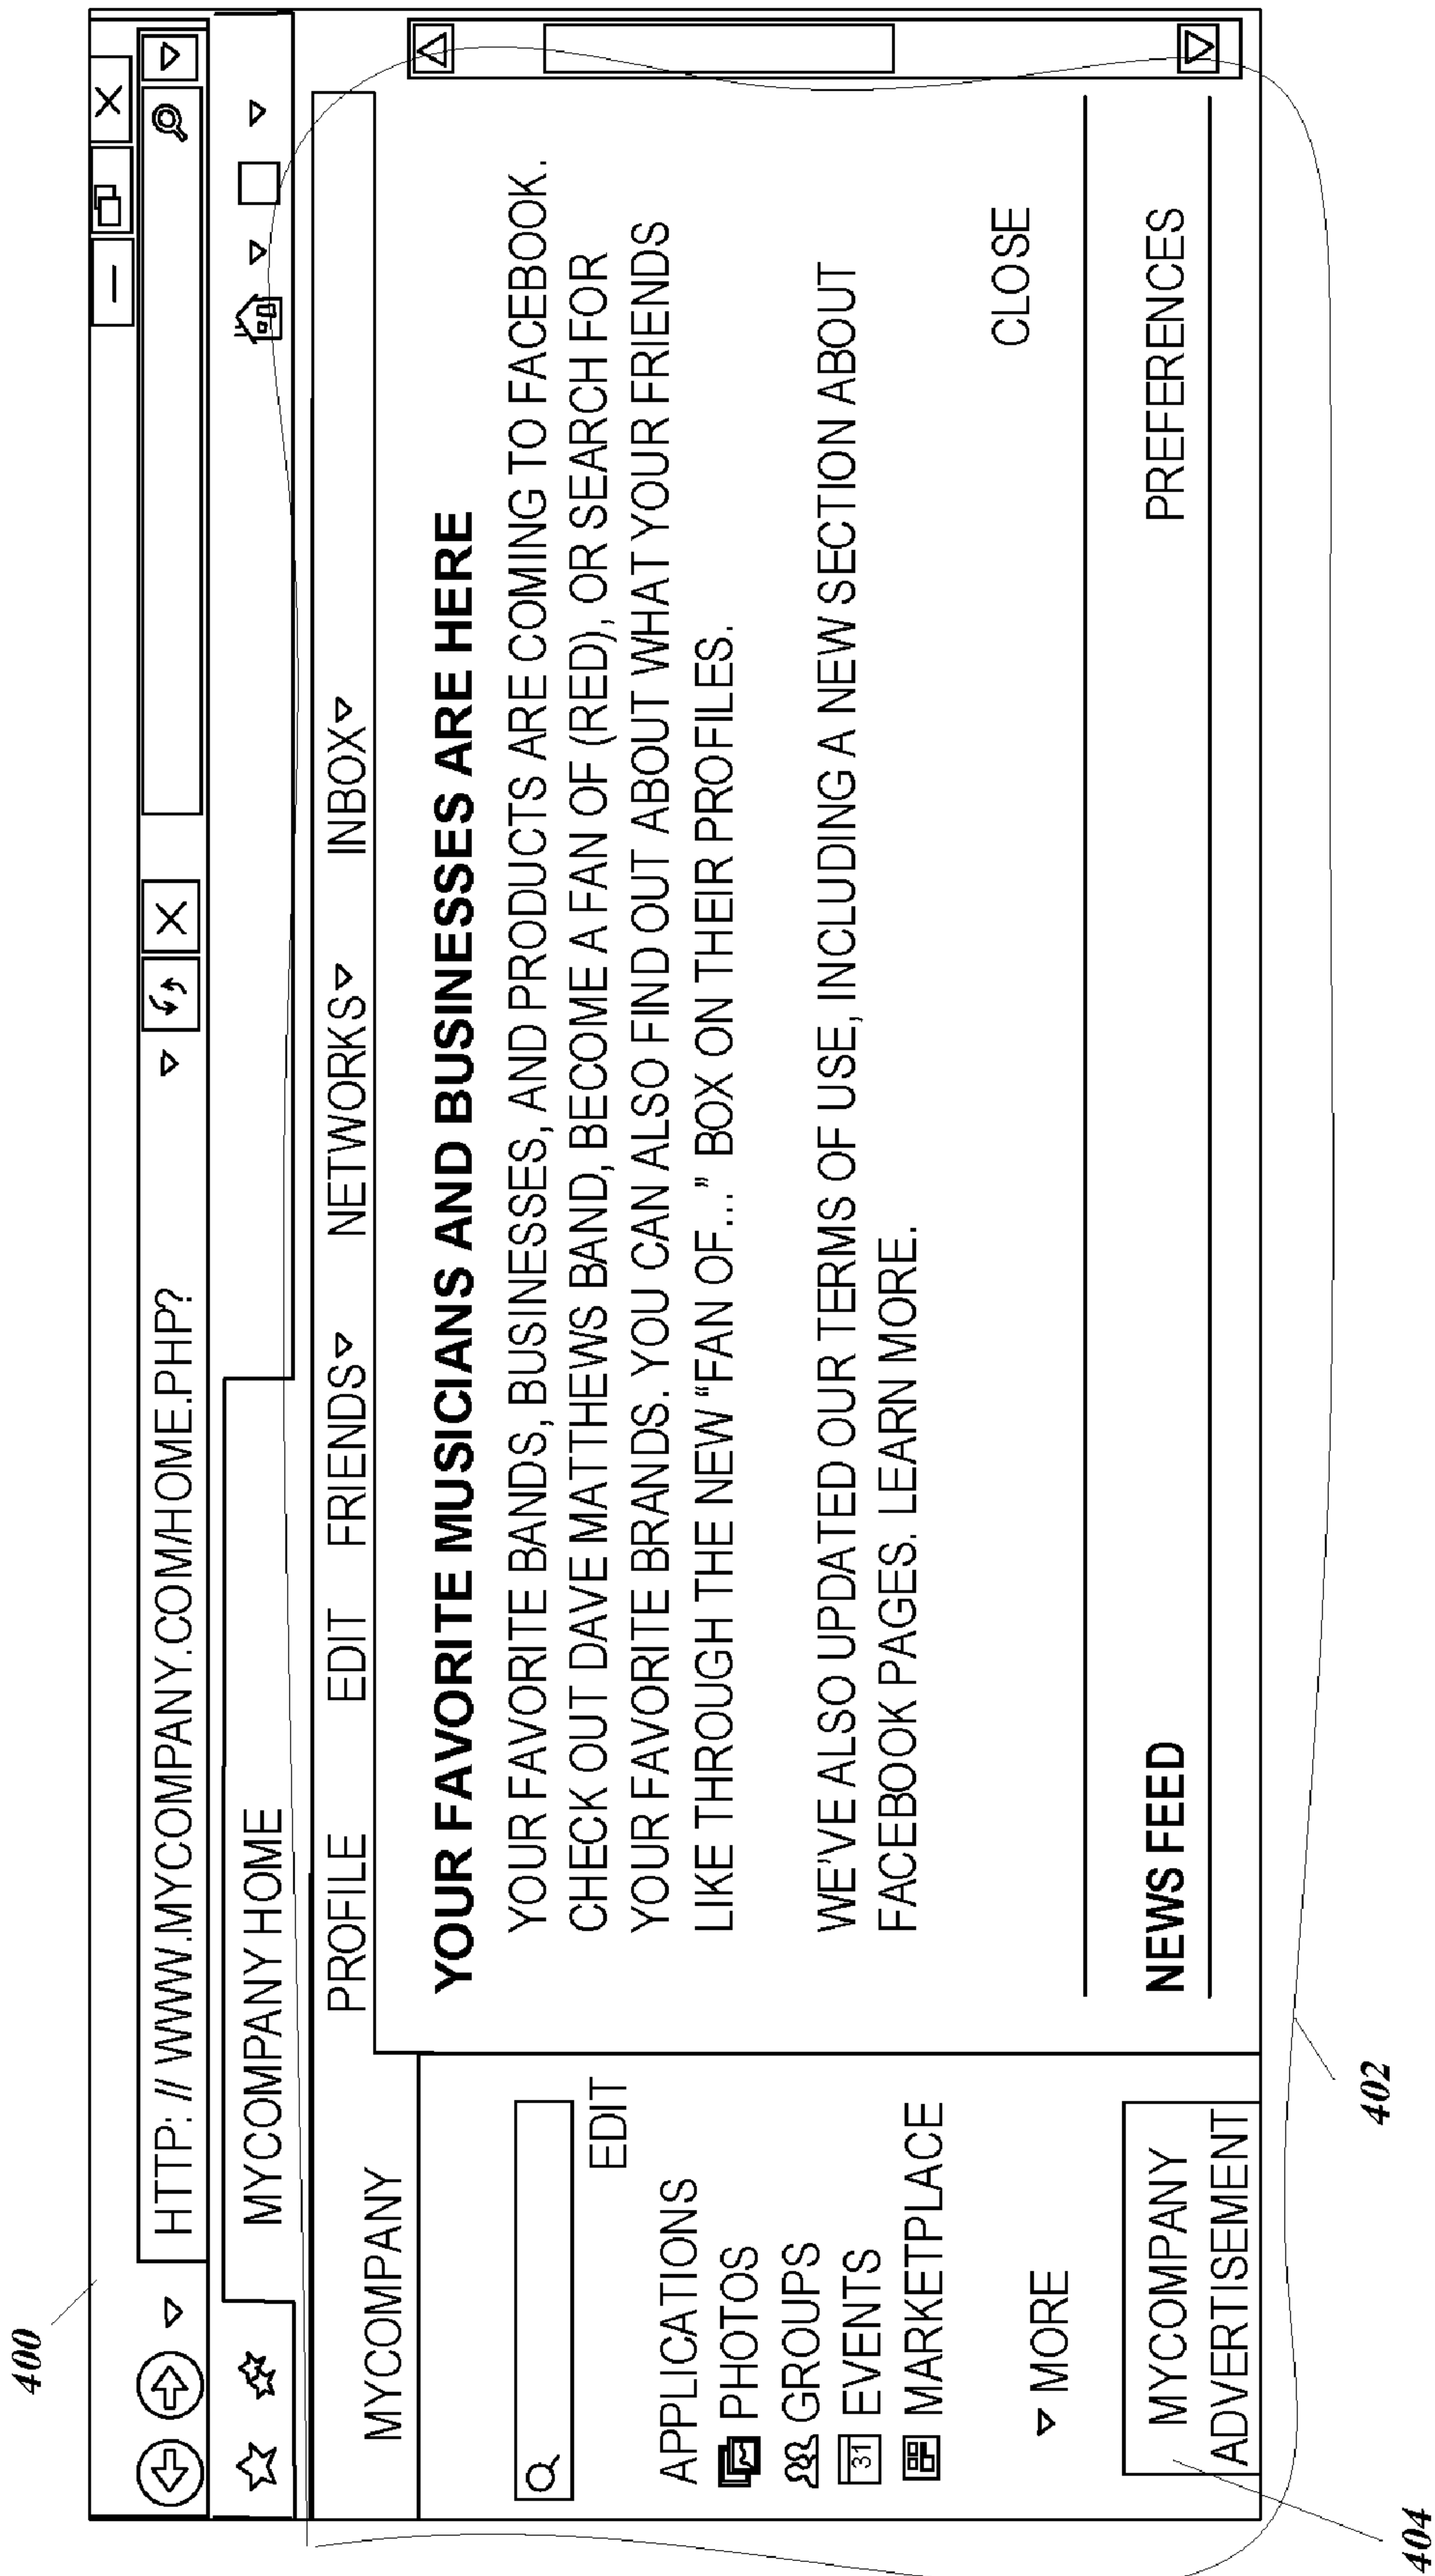 400
HTTP: // WWW.MYCOMPANY.COM/HOME.PHP?
MYCOMPANY HOME
MYCOMPANY
PROFILE EDIT FRIENDS NETWORKS INBOX
EDIT
APPLICATIONS
PHOTOS
GROUPS
31 EVENTS
MARKETPLACE
MORE
MYCOMPANY
ADVERTISEMENT
YOUR FAVORITE MUSICIANS AND BUSINESSES ARE HERE
YOUR FAVORITE BANDS, BUSINESSES, AND PRODUCTS ARE COMING TO FACEBOOK.
CHECK OUT DAVE MATTHEWS BAND, BECOME A FAN OF (RED), OR SEARCH FOR
YOUR FAVORITE BRANDS. YOU CAN ALSO FIND OUT ABOUT WHAT YOUR FRIENDS
LIKE THROUGH THE NEW “FAN OF...” BOX ON THEIR PROFILES.
WE'VE ALSO UPDATED OUR TERMS OF USE, INCLUDING A NEW SECTION ABOUT
FACEBOOK PAGES. LEARN MORE.
CLOSE
NEWS FEED PREFERENCES
402
404